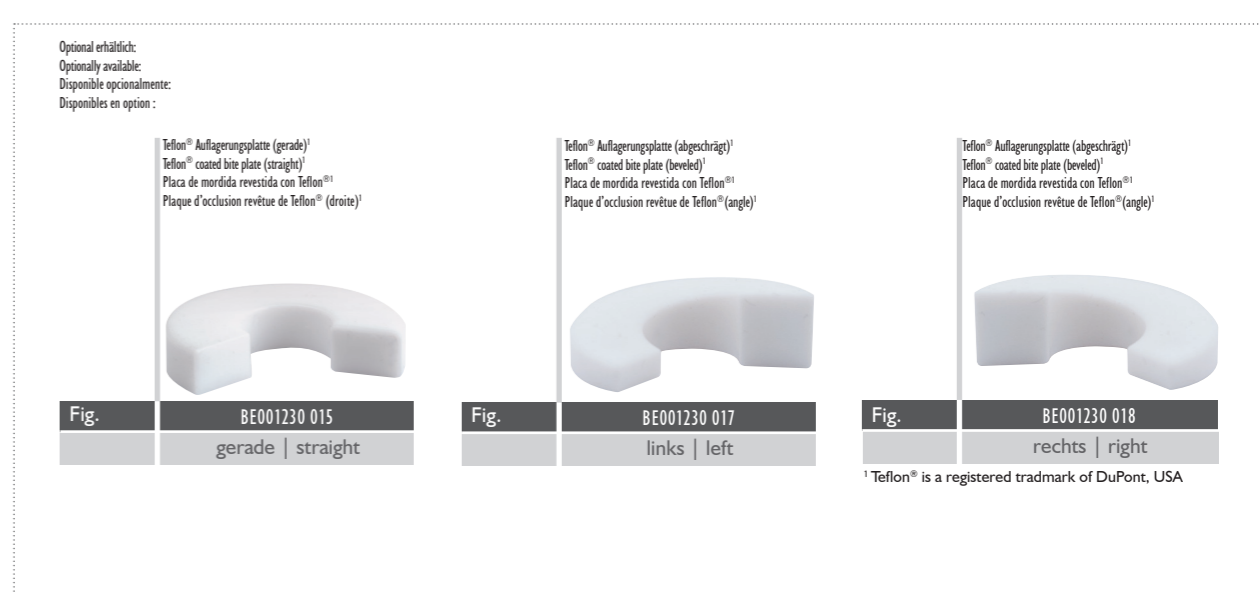 Optional erhältlich:
Optionally available:
Disponible opcionalmente:
Disponibles en option :
Teflon® Auflagerungsplatte (gerade)¹
Teflon® coated bite plate (straight)¹
Placa de mordida revestida con Teflon®¹
Plaque d'occlusion revêtue de Teflon® (droite)¹
Fig. BE001230 015
gerade | straight
Teflon® Auflagerungsplatte (abgeschrägt)¹
Teflon® coated bite plate (beveled)¹
Placa de mordida revestida con Teflon®¹
Plaque d'occlusion revêtue de Teflon®(angle)¹
Fig. BE001230 017
links | left
Teflon® Auflagerungsplatte (abgeschrägt)¹
Teflon® coated bite plate (beveled)¹
Placa de mordida revestida con Teflon®¹
Plaque d'occlusion revêtue de Teflon®(angle)¹
Fig. BE001230 018
rechts | right
¹ Teflon® is a registered tradmark of DuPont, USA